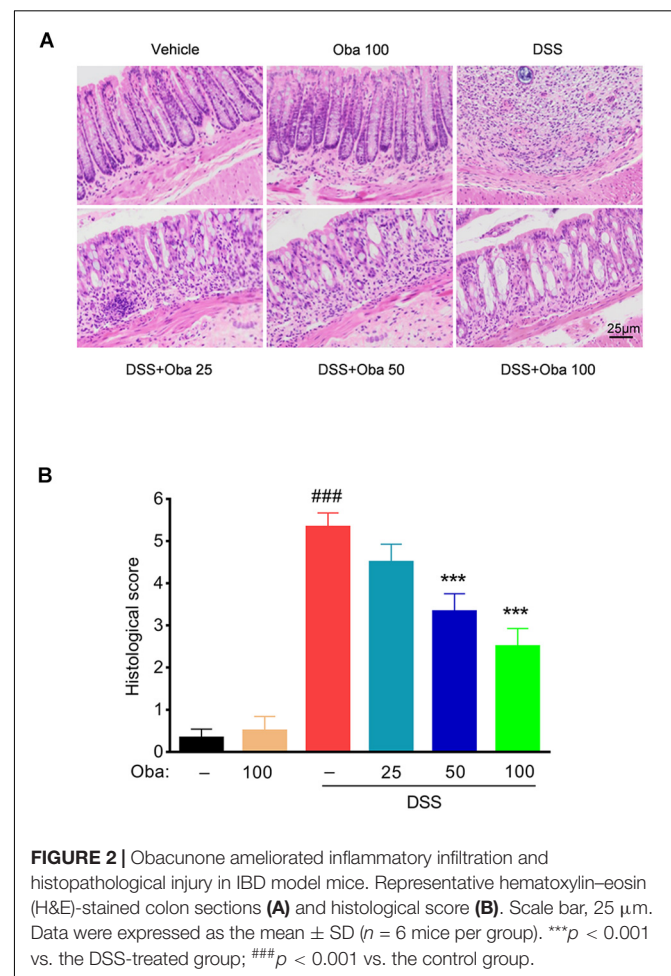 A
Vehicle Oba 100 DSS
25μm
DSS+Oba 25 DSS+Oba 50 DSS+Oba 100
B
Histological score
6
5
4
3
2
1
0
###
***
***
Oba: – 100 – 25 50 100
DSS
FIGURE 2 | Obacunone ameliorated inflammatory infiltration and
histopathological injury in IBD model mice. Representative hematoxylin–eosin
(H&E)-stained colon sections (A) and histological score (B). Scale bar, 25 μm.
Data were expressed as the mean ± SD (n = 6 mice per group). ***p < 0.001
vs. the DSS-treated group; ###p < 0.001 vs. the control group.